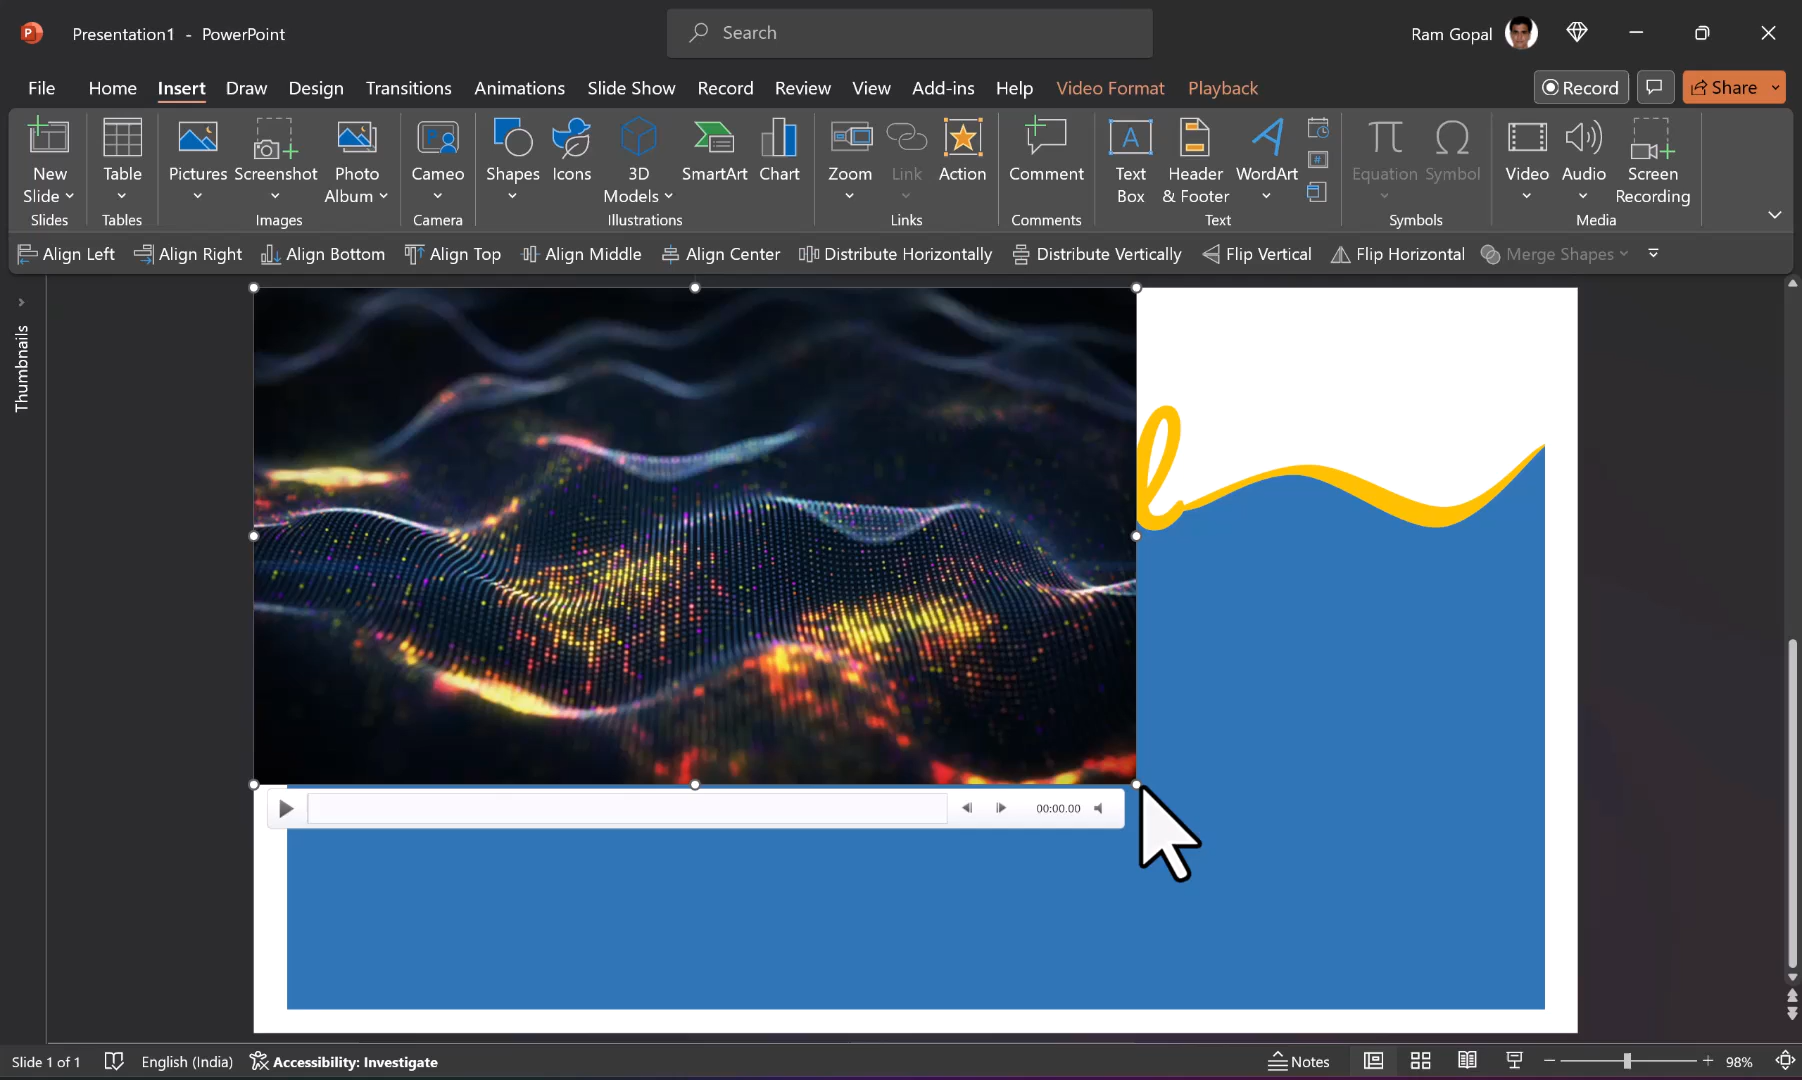 Presentation1 - PowerPoint
Search
Ram Gopal
File Home Insert Draw Design Transitions Animations Slide Show Record Review View Add-ins Help Video Format Playback
Record
Share
New Slide
Table
Pictures
Screenshot
Photo Album
Cameo
Shapes
Icons
3D Models
SmartArt
Chart
Zoom
Link
Action
Comment
Text Box
Header & Footer
WordArt
Equation
Symbol
Video
Audio
Screen Recording
Slides Tables Images Camera Illustrations Links Comments Text Symbols Media
Align Left Align Right Align Bottom Align Top Align Middle Align Center Distribute Horizontally Distribute Vertically Flip Vertical Flip Horizontal Merge Shapes
Thumbnails
l
00:00.00
Slide 1 of 1 English (India) Accessibility: Investigate Notes 98%